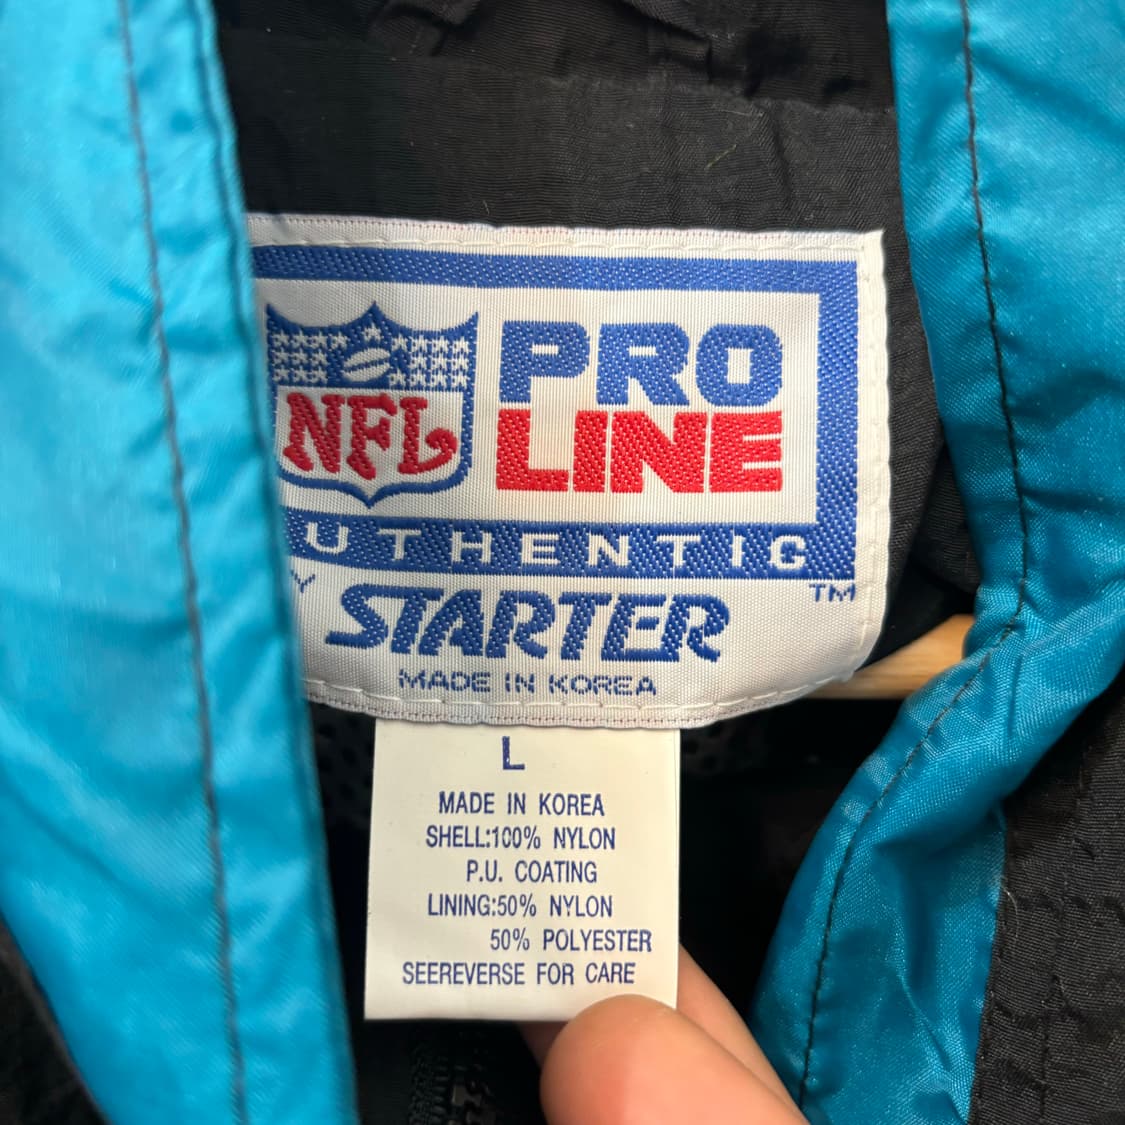 NFL
PRO
LINE
UTHENTIC
Y
TM
STARTER
MADE IN KOREA
L
MADE IN KOREA
SHELL:100% NYLON
P.U. COATING
LINING:50% NYLON
50% POLYESTER
SEEREVERSE FOR CARE